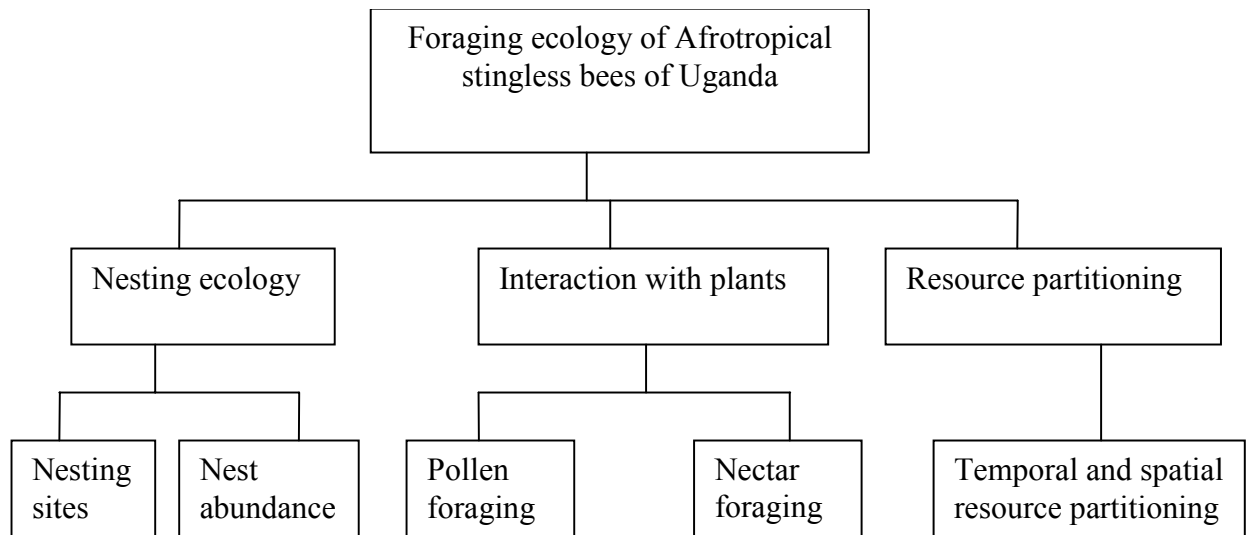 Foraging ecology of Afrotropical
stingless bees of Uganda
Nesting ecology
Interaction with plants
Resource partitioning
Nesting
sites
Nest
abundance
Pollen
foraging
Nectar
foraging
Temporal and spatial
resource partitioning